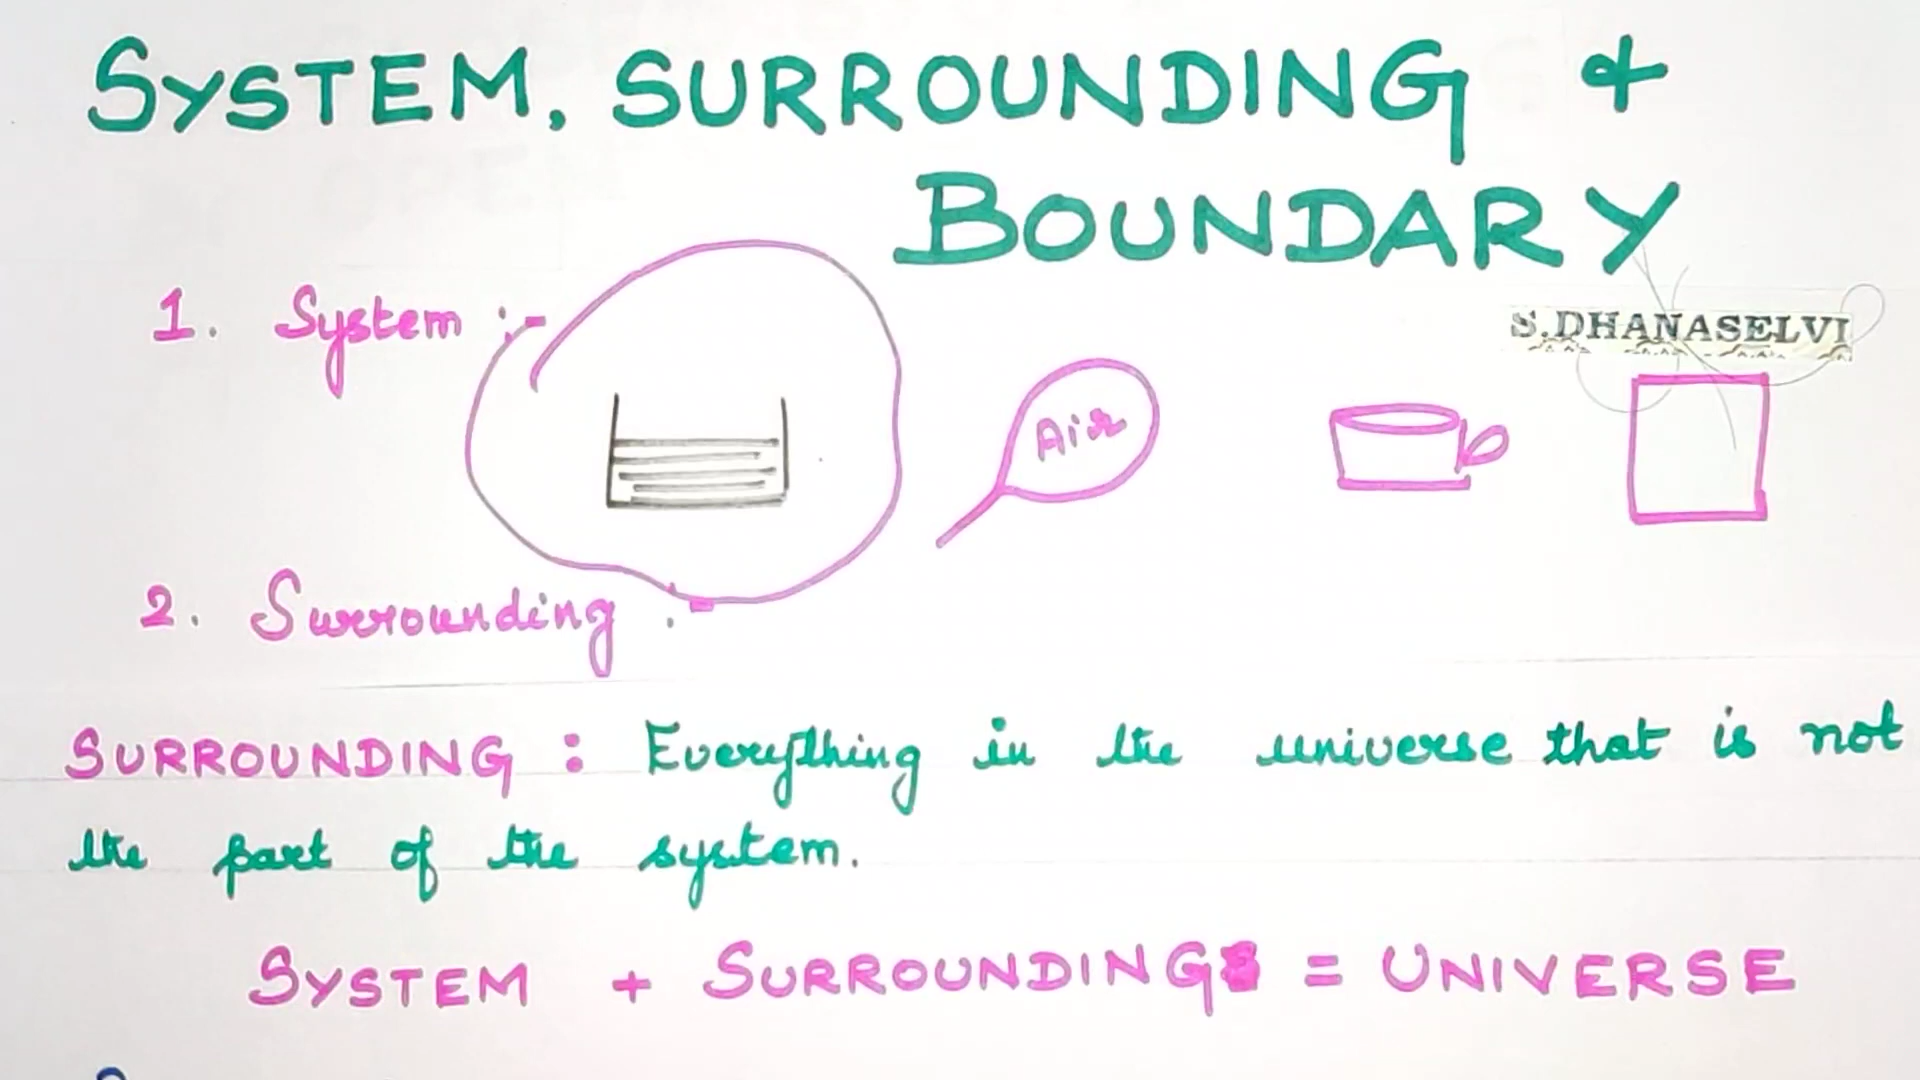 SYSTEM, SURROUNDING &
BOUNDARY
1. System :-
S.DHANASELVI
Air
2. Surrounding :-
SURROUNDING : Everything in the universe that is not
the part of the system.
SYSTEM + SURROUNDING = UNIVERSE